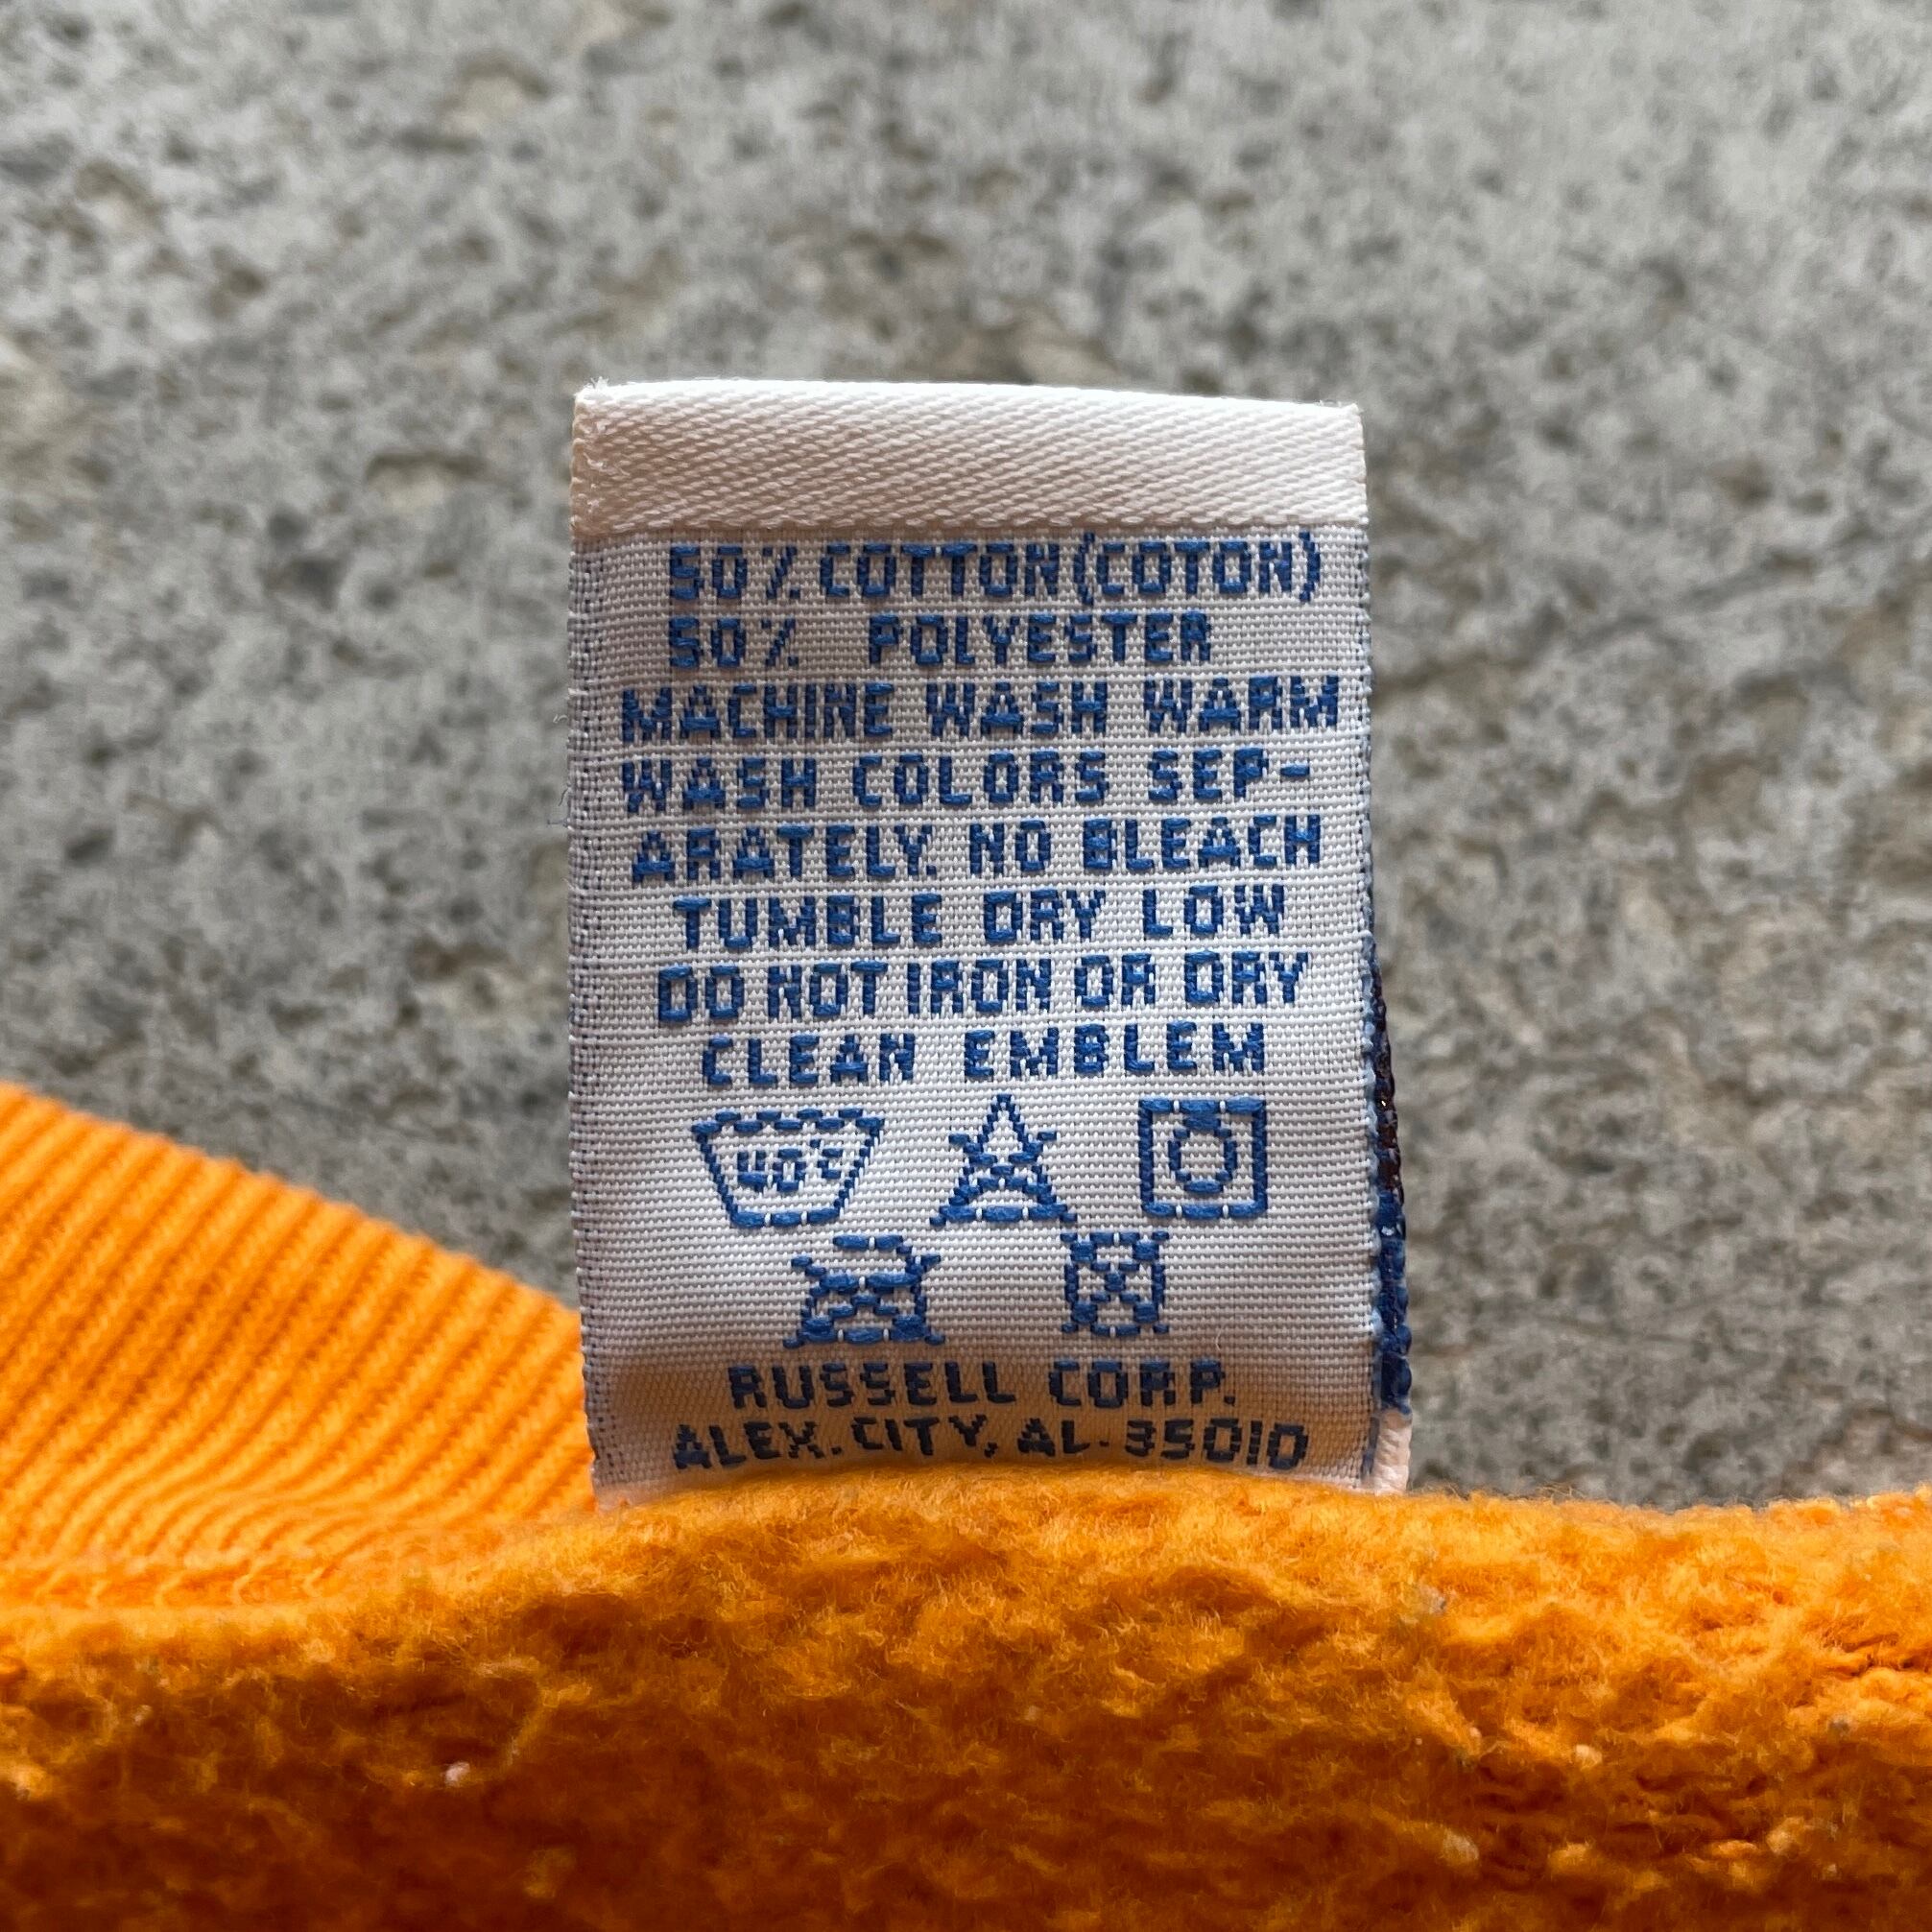 50% COTTON (COTON)
50% POLYESTER
MACHINE WASH WARM
WASH COLORS SEP-
ARATELY. NO BLEACH
TUMBLE DRY LOW
DO NOT IRON OR DRY
CLEAN EMBLEM
40°C
RUSSELL CORP.
ALEX. CITY, AL. 35010